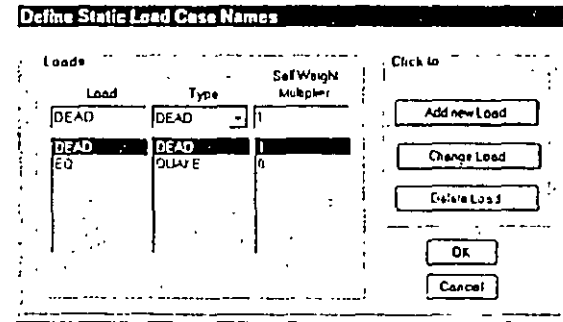 Define Static Load Case Names
Loads
Click to
Load Type Self Weight Multiplier
DEAD DEAD 1
DEAD DEAD 1
EQ QUAKE 0
Add new Load
Change Load
Delete Load
OK
Cancel